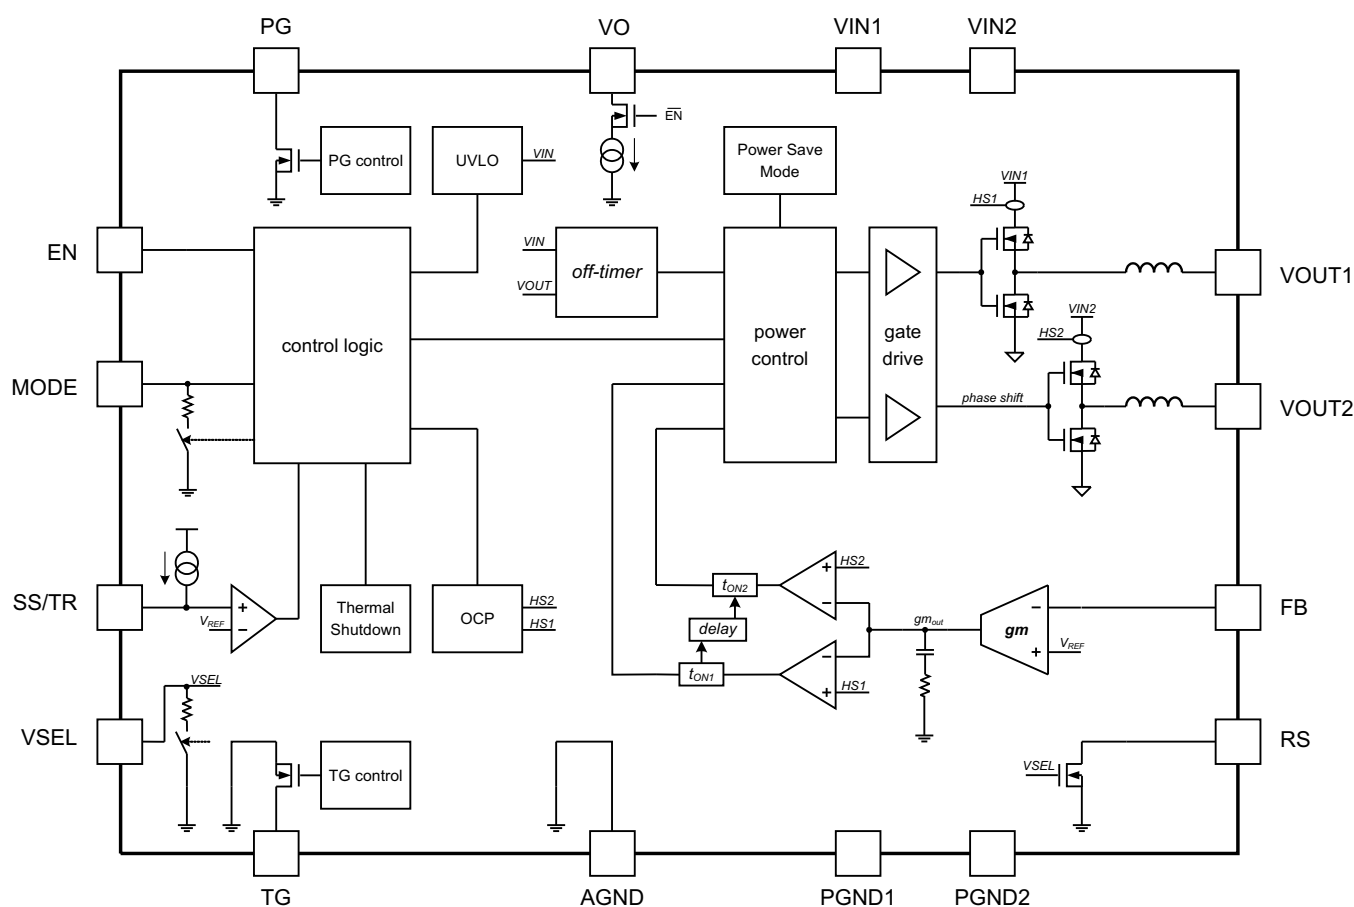 PG
VO
VIN1
VIN2
EN
PG control
UVLO
VIN
Power Save
Mode
VIN1
HS1
EN
VIN
off-timer
VOUT
VOUT1
control logic
power
control
gate
drive
VIN2
HS2
MODE
phase shift
VOUT2
SS/TR
VREF
+
−
Thermal
Shutdown
OCP
HS2
HS1
tON2
+
−
HS2
delay
gmout
gm
−
+
VREF
FB
tON1
−
+
HS1
VSEL
VSEL
TG control
VSEL
RS
TG
AGND
PGND1
PGND2